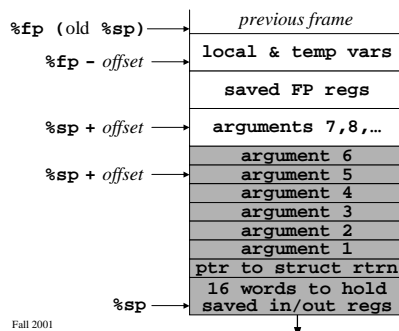 previous frame
%fp (old %sp)
local & temp vars
%fp - offset
saved FP regs
%sp + offset
arguments 7,8,…
argument 6
%sp + offset
argument 5
argument 4
argument 3
argument 2
argument 1
ptr to struct rtrn
16 words to hold
saved in/out regs
%sp
Fall 2001